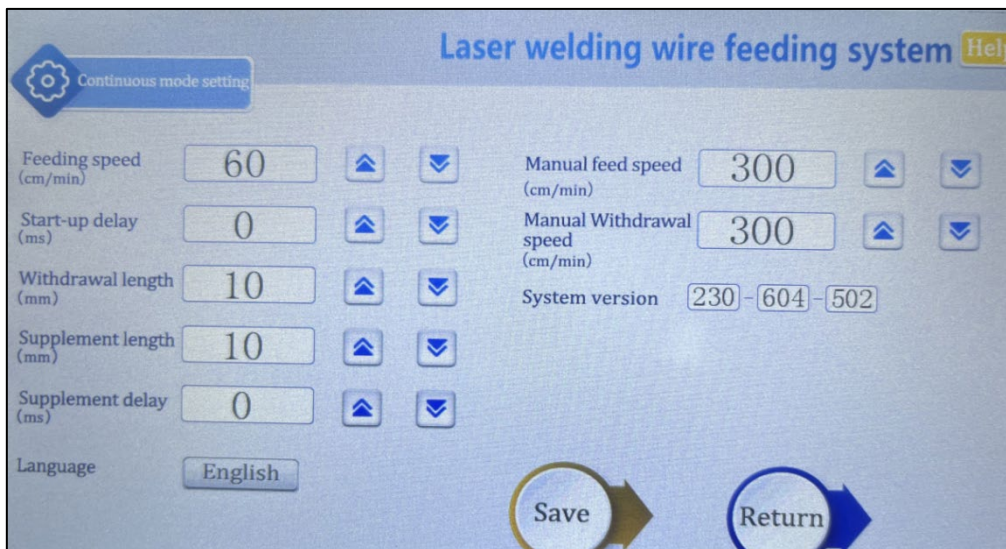 Laser welding wire feeding system
Continuous mode setting
Feeding speed 60
(cm/min)
Start-up delay 0
(ms)
Withdrawal length 10
(mm)
Supplement length 10
(mm)
Supplement delay 0
(ms)
Language English
Manual feed speed 300
(cm/min)
Manual Withdrawal
speed 300
(cm/min)
System version 230-604-502
Save
Return